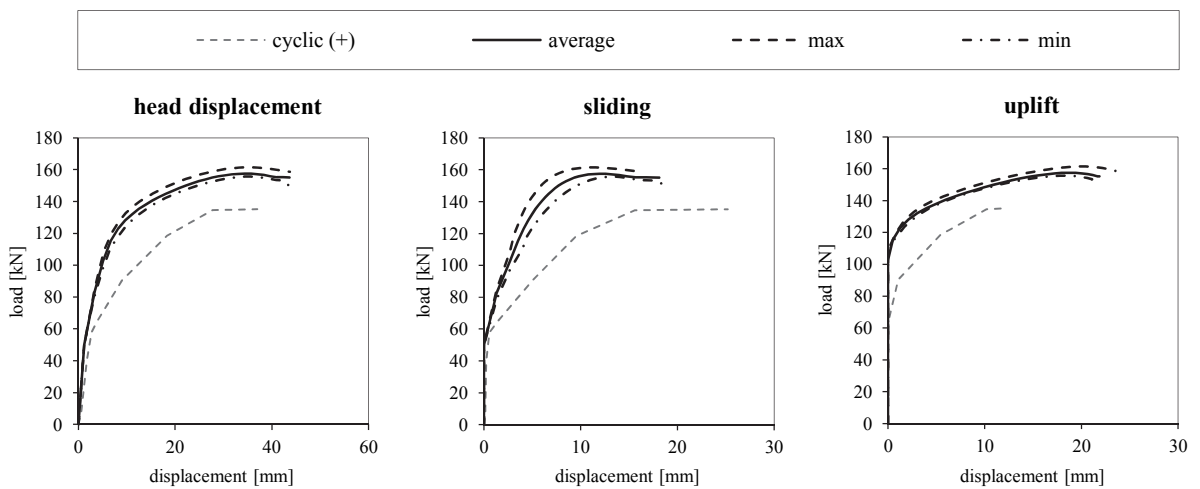 cyclic (+) average max min
head displacement
180
160
140
120
100
80
60
40
20
0
load [kN]
0 20 40 60
displacement [mm]
sliding
180
160
140
120
100
80
60
40
20
0
load [kN]
0 10 20 30
displacement [mm]
uplift
180
160
140
120
100
80
60
40
20
0
load [kN]
0 10 20 30
displacement [mm]